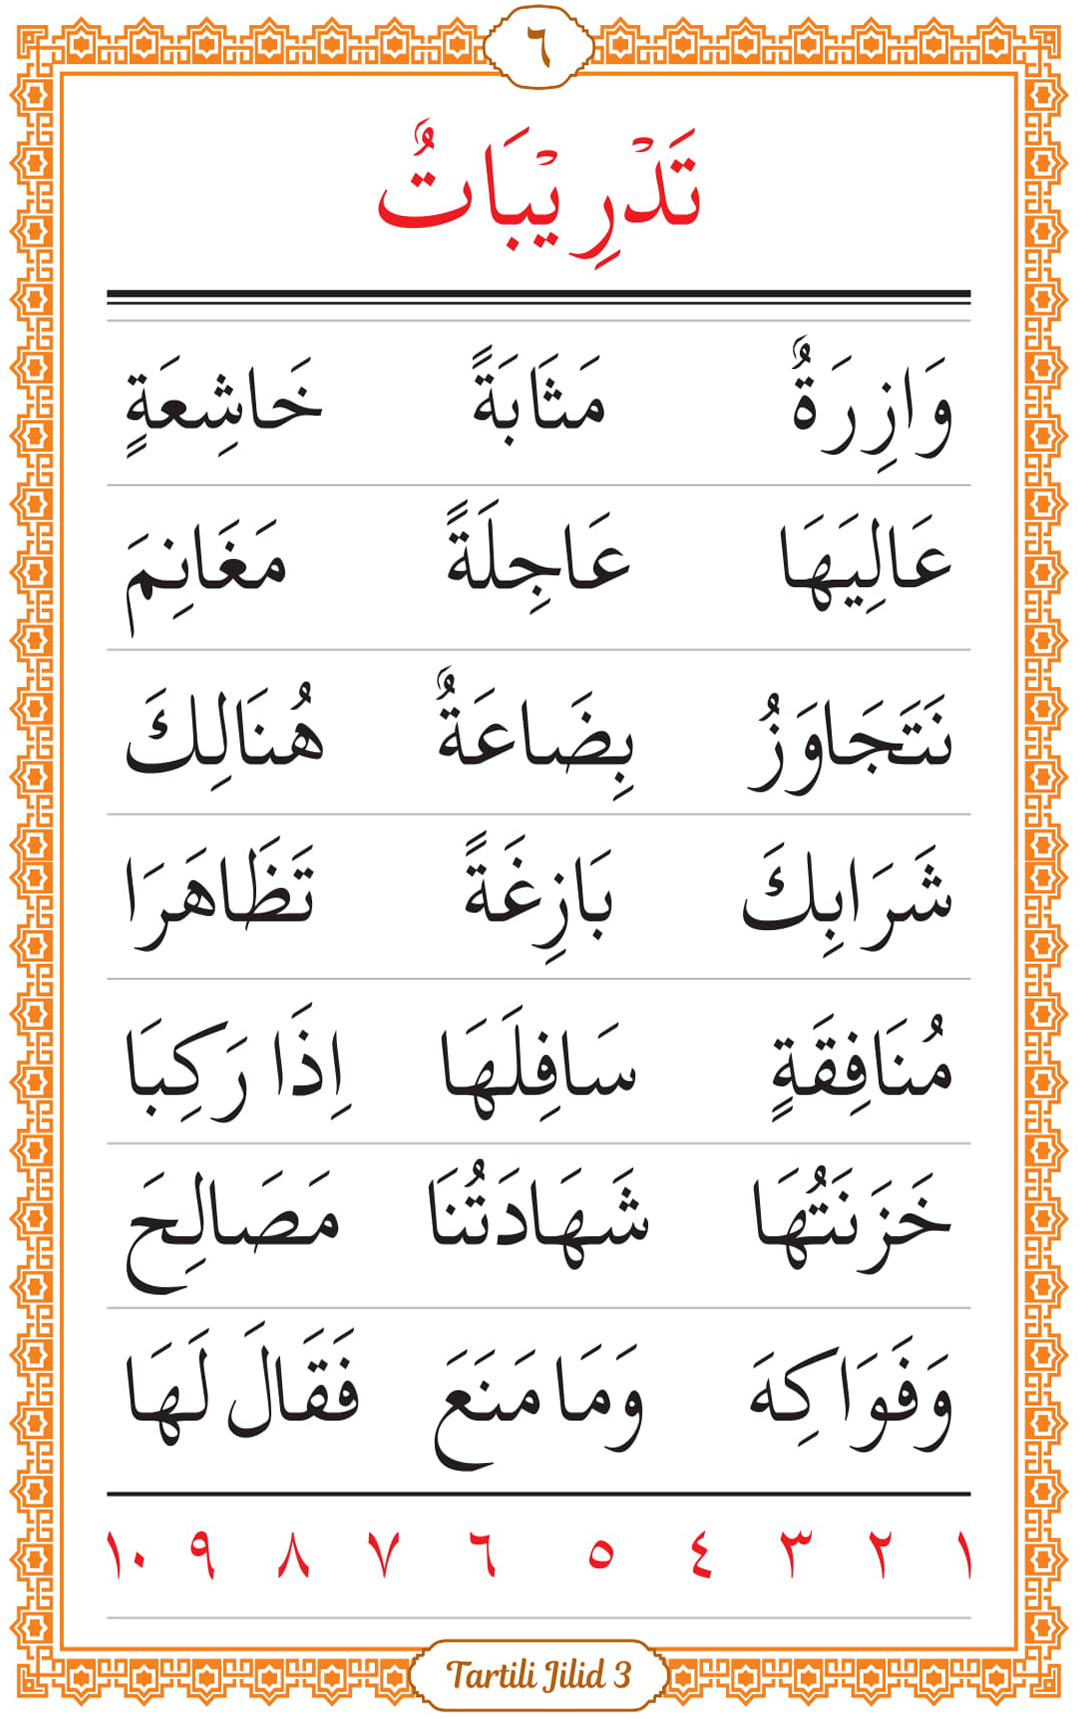 ٦
تَدْرِيْبَاتٌ
وَازِرَةٌ مَثَابَةً خَاشِعَةٍ
عَالِيَهَا عَاجِلَةً مَغَانِمَ
نَتَجَاوَزُ بِضَاعَةٌ هُنَالِكَ
شَرَابِكَ بَازِغَةً تَظَاهَرَا
مُنَافِقَةٍ سَافِلَهَا اِذَا رَكِبَا
خَزَنَتُهَا شَهَادَتُنَا مَصَالِحَ
وَفَوَاكِهَ وَمَا مَنَعَ فَقَالَ لَهَا
١ ٢ ٣ ٤ ٥ ٦ ٧ ٨ ٩ ١٠
Tartili Jilid 3